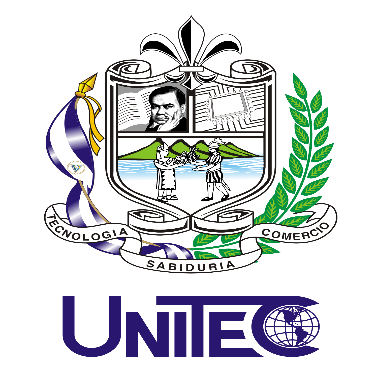 TECNOLOGIA
SABIDURIA
COMERCIO
UNITEC